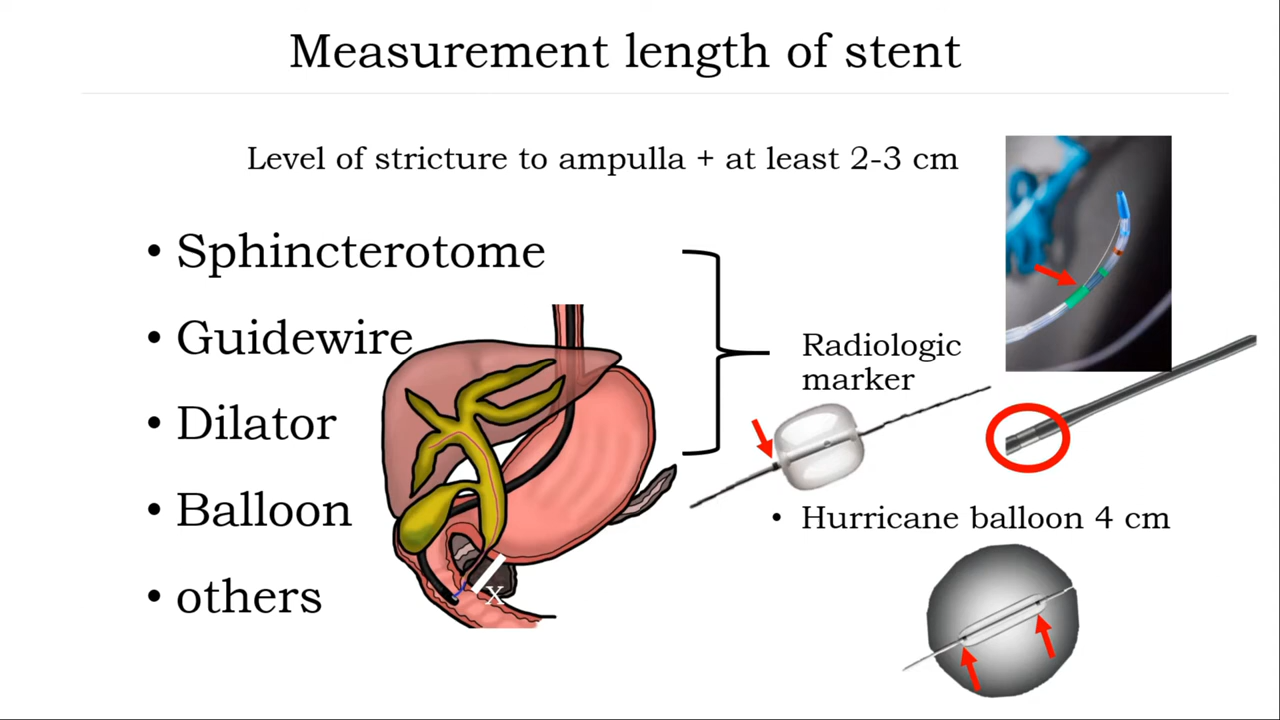 Measurement length of stent
Level of stricture to ampulla + at least 2-3 cm
• Sphincterotome
• Guidewire
• Dilator
• Balloon
• others
X
Radiologic
marker
• Hurricane balloon 4 cm